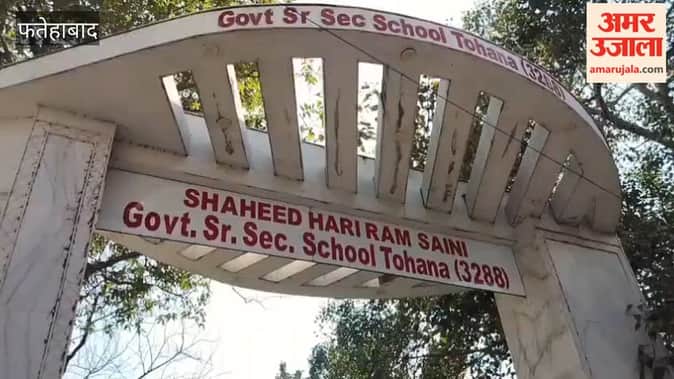 फतेहाबाद
अमर
उजाला
amarujala.com
Govt Sr Sec School Tohana (3288)
SHAHEED HARI RAM SAINI
Govt. Sr. Sec. School Tohana (3288)